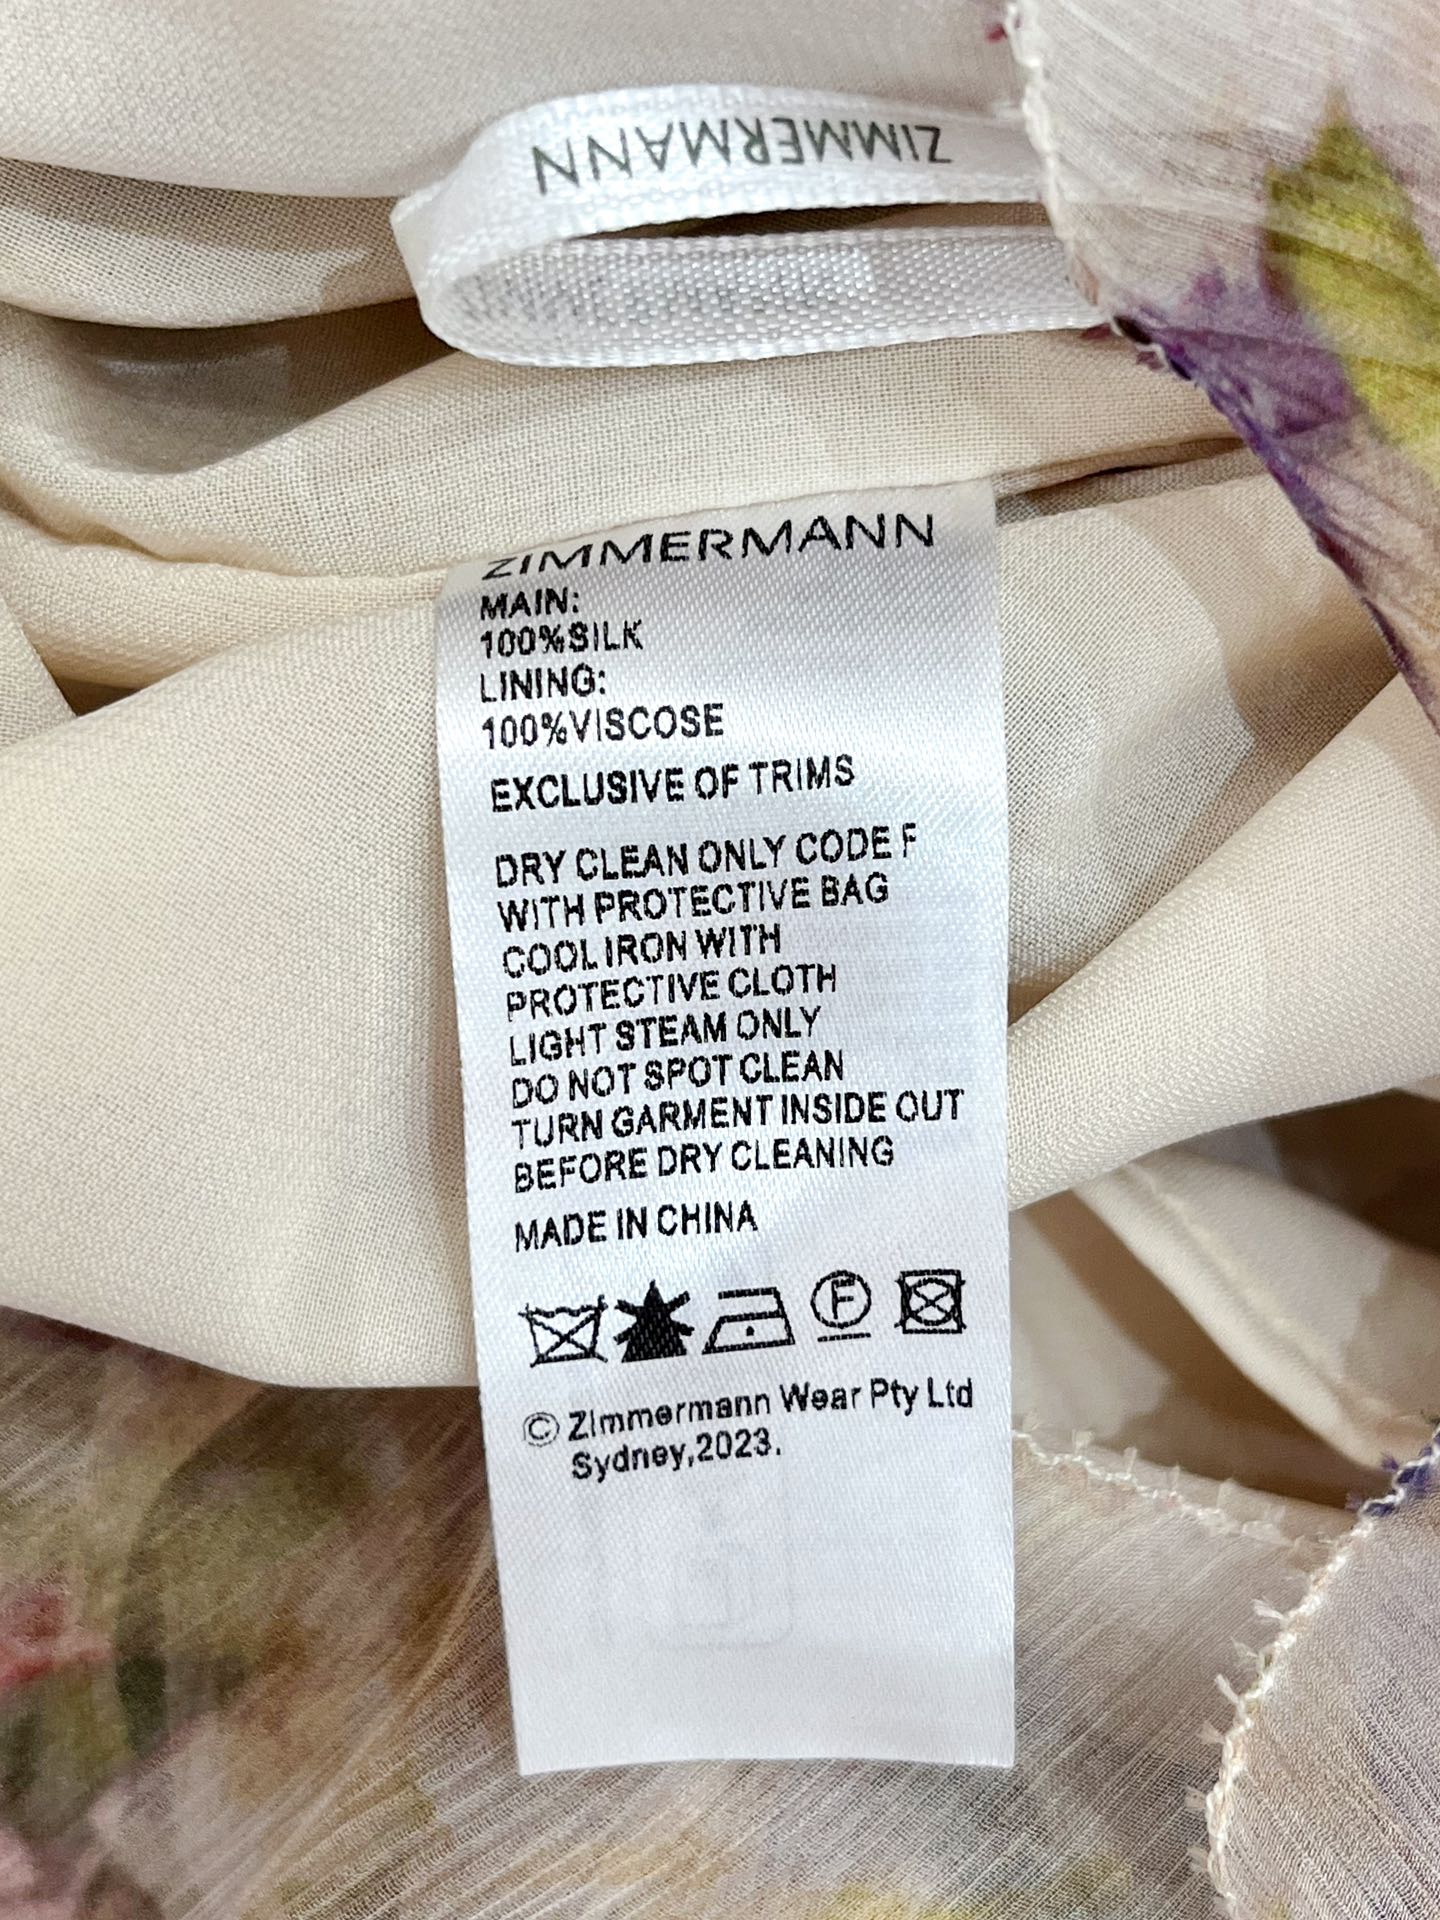 ZIMMERMANN
ZIMMERMANN
MAIN:
100%SILK
LINING:
100%VISCOSE
EXCLUSIVE OF TRIMS
DRY CLEAN ONLY CODE F
WITH PROTECTIVE BAG
COOL IRON WITH
PROTECTIVE CLOTH
LIGHT STEAM ONLY
DO NOT SPOT CLEAN
TURN GARMENT INSIDE OUT
BEFORE DRY CLEANING
MADE IN CHINA
F
© Zimmermann Wear Pty Ltd
Sydney,2023.